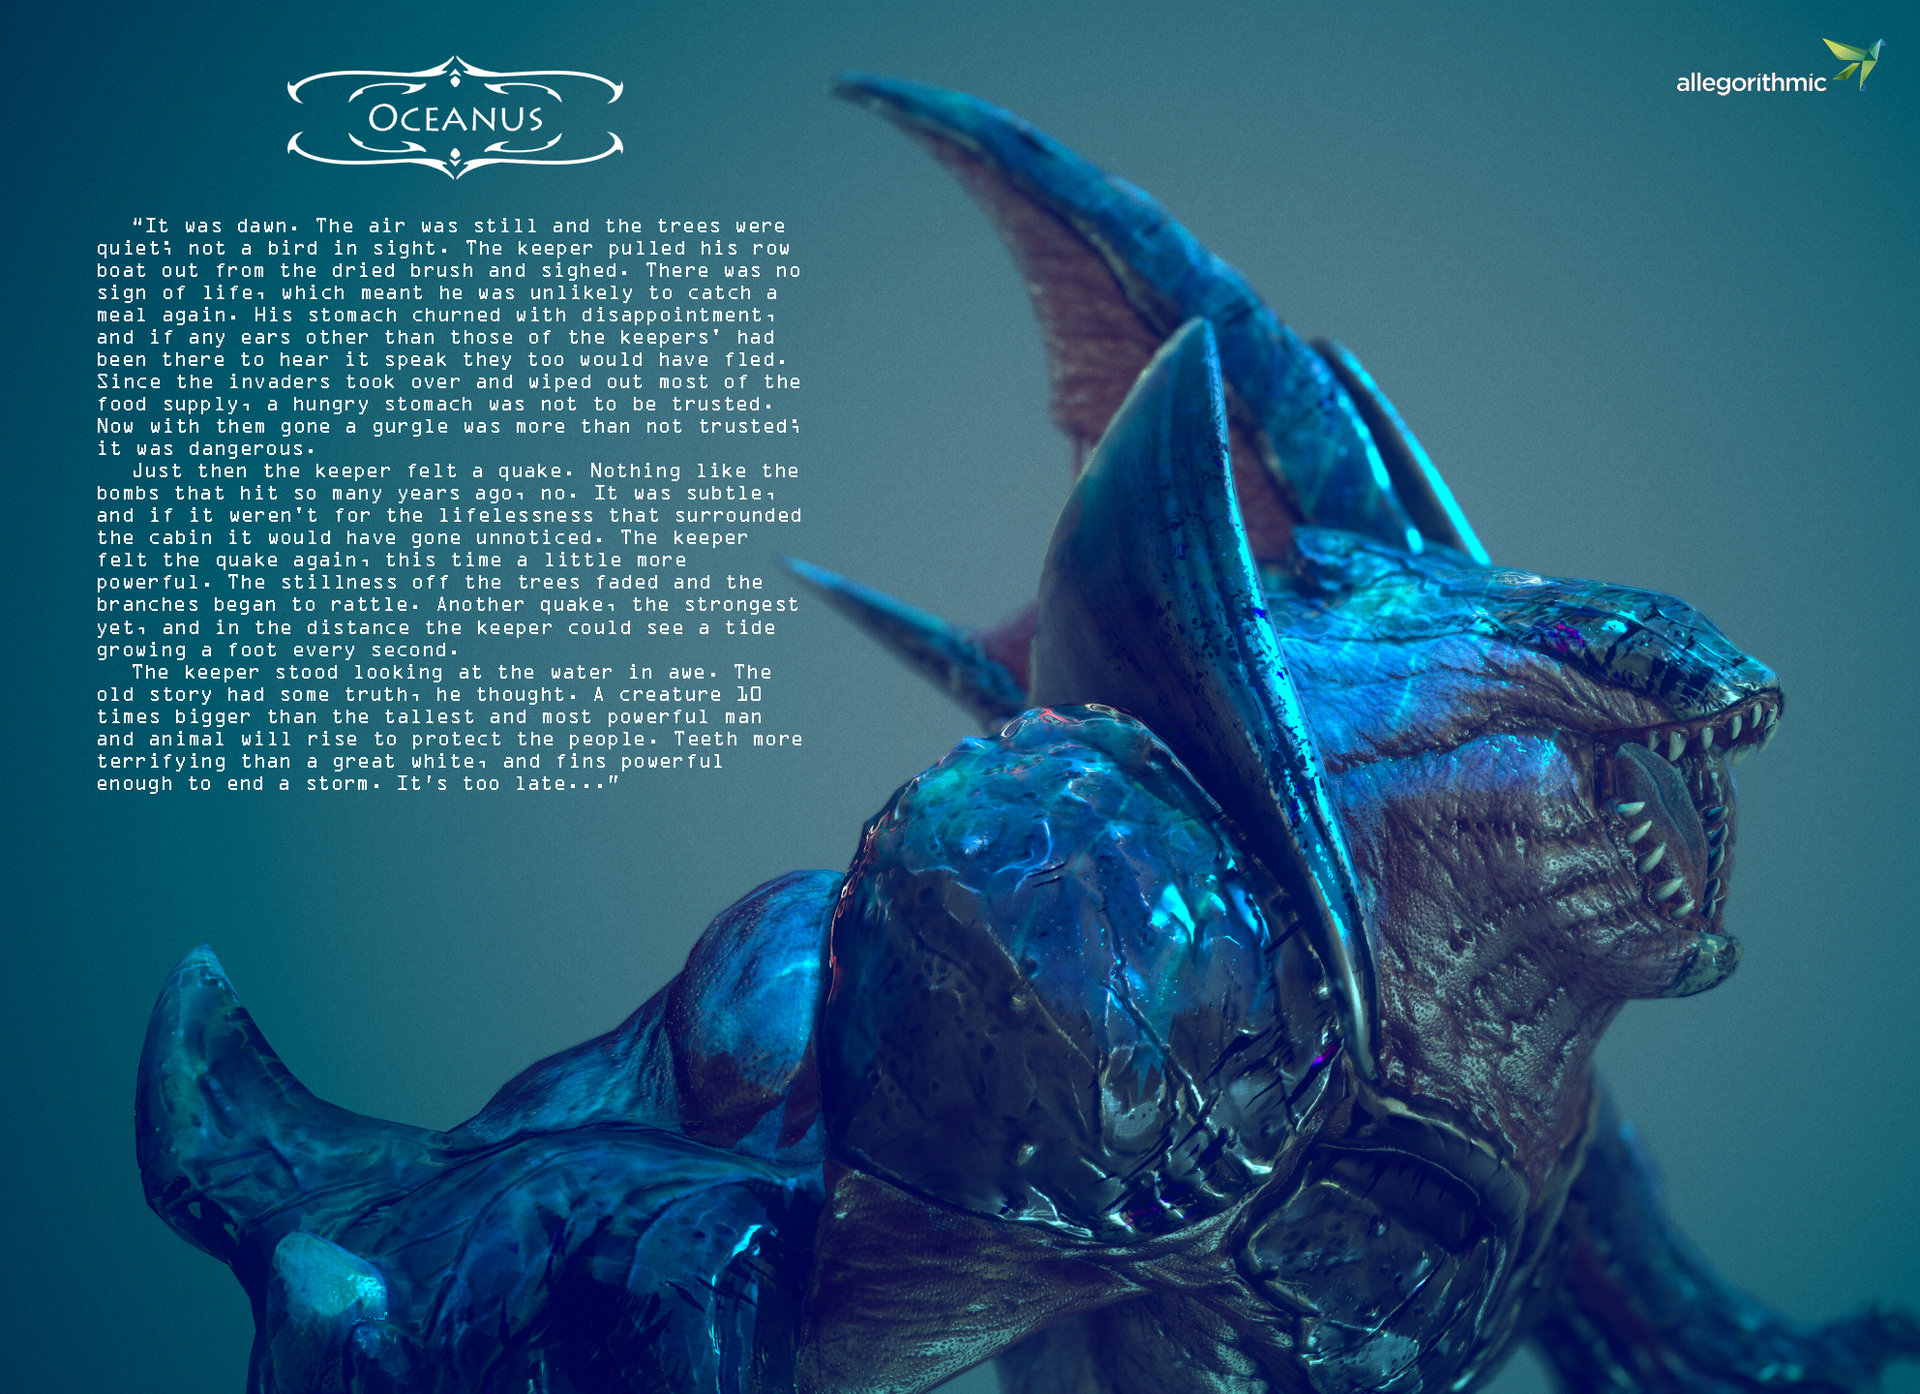 OCEANUS
allegorithmic
“It was dawn. The air was still and the trees were
quiet; not a bird in sight. The keeper pulled his row
boat out from the dried brush and sighed. There was no
sign of life, which meant he was unlikely to catch a
meal again. His stomach churned with disappointment,
and if any ears other than those of the keepers' had
been there to hear it speak they too would have fled.
Since the invaders took over and wiped out most of the
food supply, a hungry stomach was not to be trusted.
Now with them gone a gurgle was more than not trusted;
it was dangerous.
Just then the keeper felt a quake. Nothing like the
bombs that hit so many years ago, no. It was subtle,
and if it weren't for the lifelessness that surrounded
the cabin it would have gone unnoticed. The keeper
felt the quake again, this time a little more
powerful. The stillness off the trees faded and the
branches began to rattle. Another quake, the strongest
yet, and in the distance the keeper could see a tide
growing a foot every second.
The keeper stood looking at the water in awe. The
old story had some truth, he thought. A creature 10
times bigger than the tallest and most powerful man
and animal will rise to protect the people. Teeth more
terrifying than a great white, and fins powerful
enough to end a storm. It's too late...”